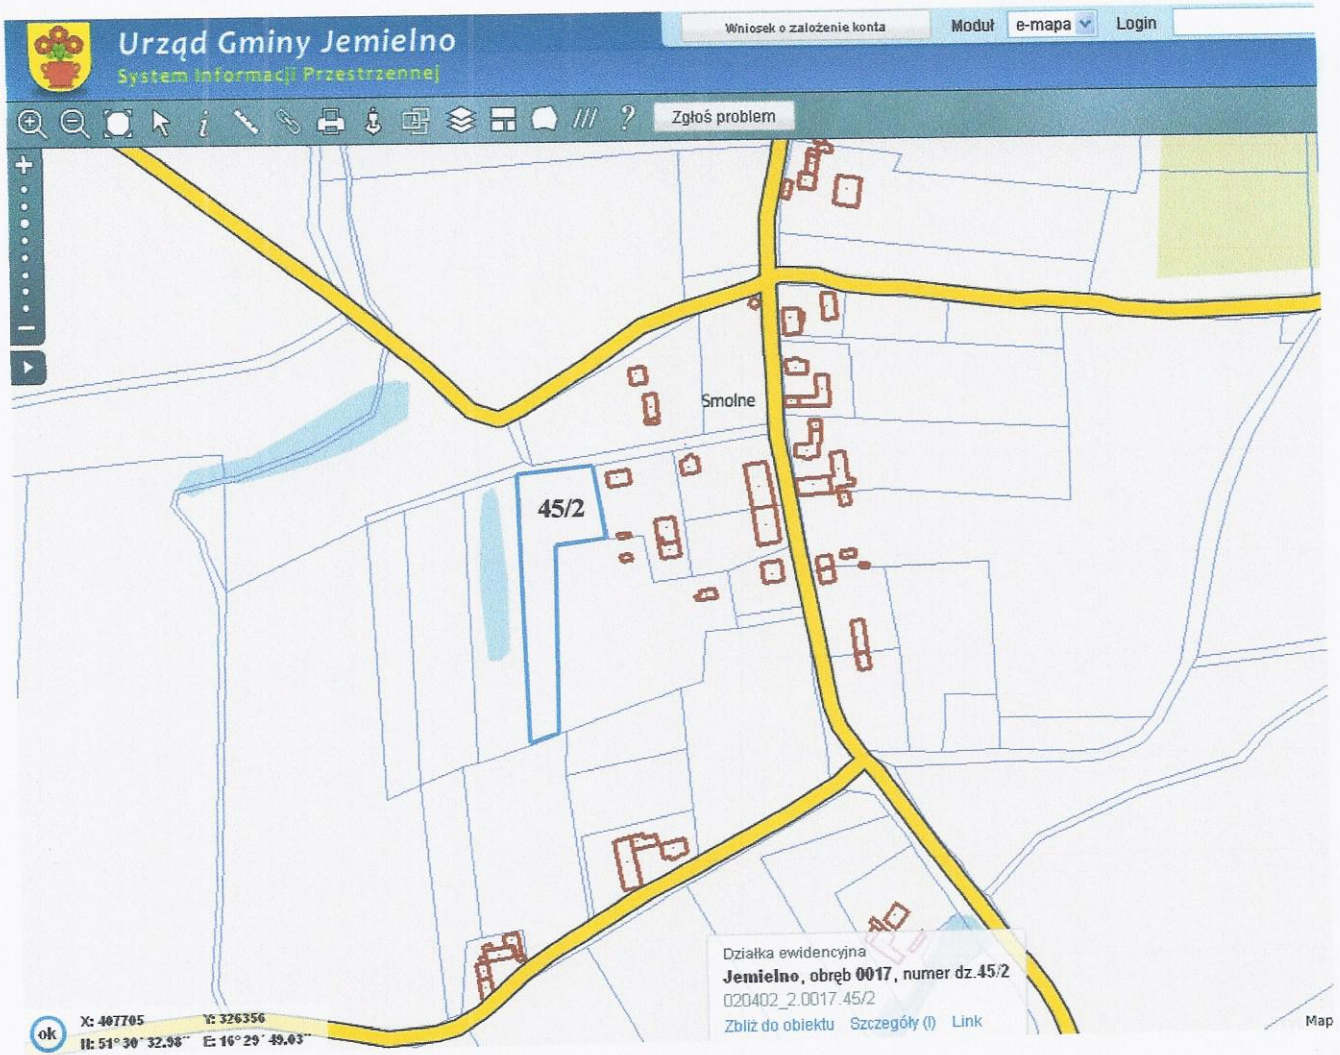 Urząd Gminy Jemielno
System Informacji Przestrzennej
Wniosek o założenie konta
Moduł e-mapa Login
Zgłoś problem
Smolne
45/2
Działka ewidencyjna
Jemielno, obręb 0017, numer dz.45/2
020402_2.0017.45/2
Zbliż do obiektu Szczegóły (I) Link
ok
X: 407705 Y: 326356
N: 51°30'32.98'' E: 16°29'49.03''
Map